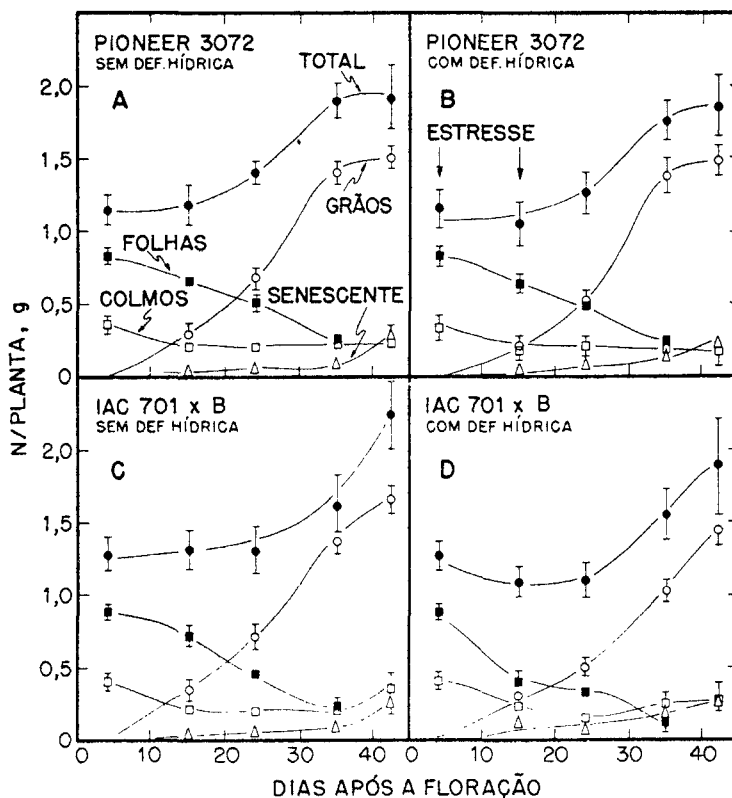 PIONEER 3072
SEM DEF. HÍDRICA
A
TOTAL
GRÃOS
FOLHAS
COLMOS
SENESCENTE
PIONEER 3072
COM DEF. HÍDRICA
B
ESTRESSE
2,0
1,5
1,0
0,5
0
IAC 701 x B
SEM DEF HÍDRICA
C
IAC 701 x B
COM DEF HÍDRICA
D
2,0
1,5
1,0
0,5
0
N/PLANTA, g
0 10 20 30 40 0 10 20 30 40
DIAS APÓS A FLORAÇÃO